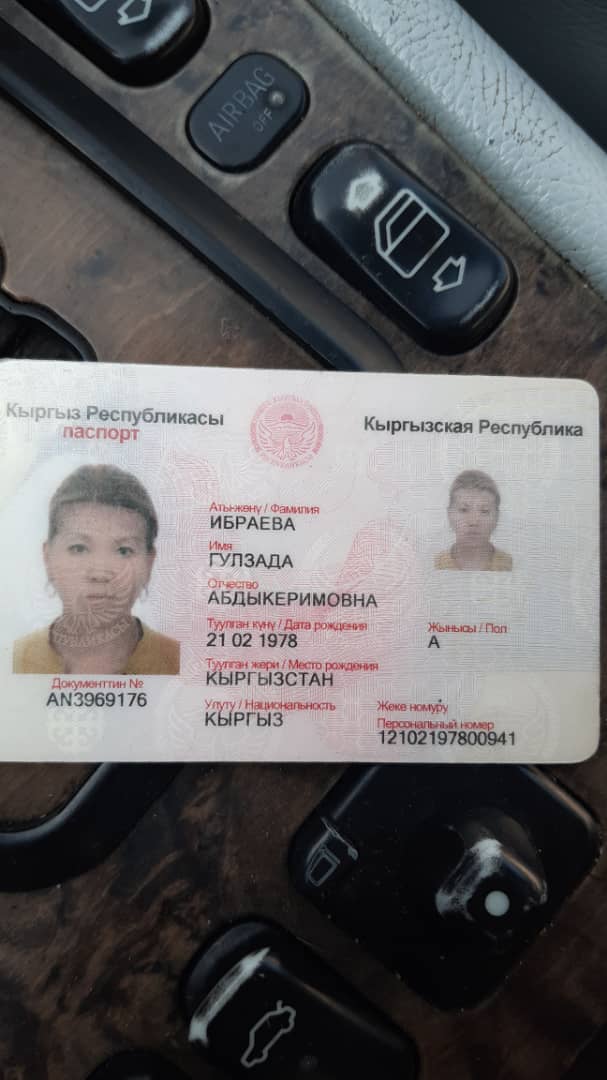 AIRBAG
OFF
Кыргыз Республикасы
паспорт
Кыргызская Республика
Аты-жөнү / Фамилия
ИБРАЕВА
Имя
ГУЛЗАДА
Отчество
АБДЫКЕРИМОВНА
Туулган күнү / Дата рождения
21 02 1978
Жынысы / Пол
А
Туулган жери / Место рождения
КЫРГЫЗСТАН
Документтин №
AN3969176
Улуту / Национальность
КЫРГЫЗ
Жеке номуру
Персональный номер
12102197800941